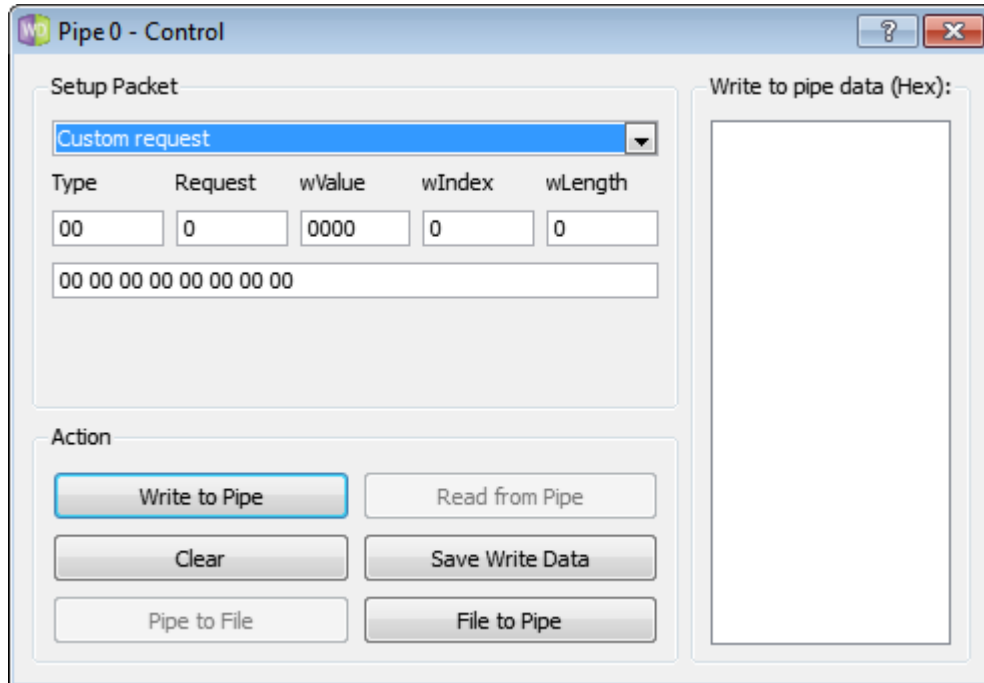 WD Pipe 0 - Control ?
Setup Packet
Write to pipe data (Hex):
Custom request
Type Request wValue wIndex wLength
00 0 0000 0 0
00 00 00 00 00 00 00 00
Action
Write to Pipe Read from Pipe
Clear Save Write Data
Pipe to File File to Pipe